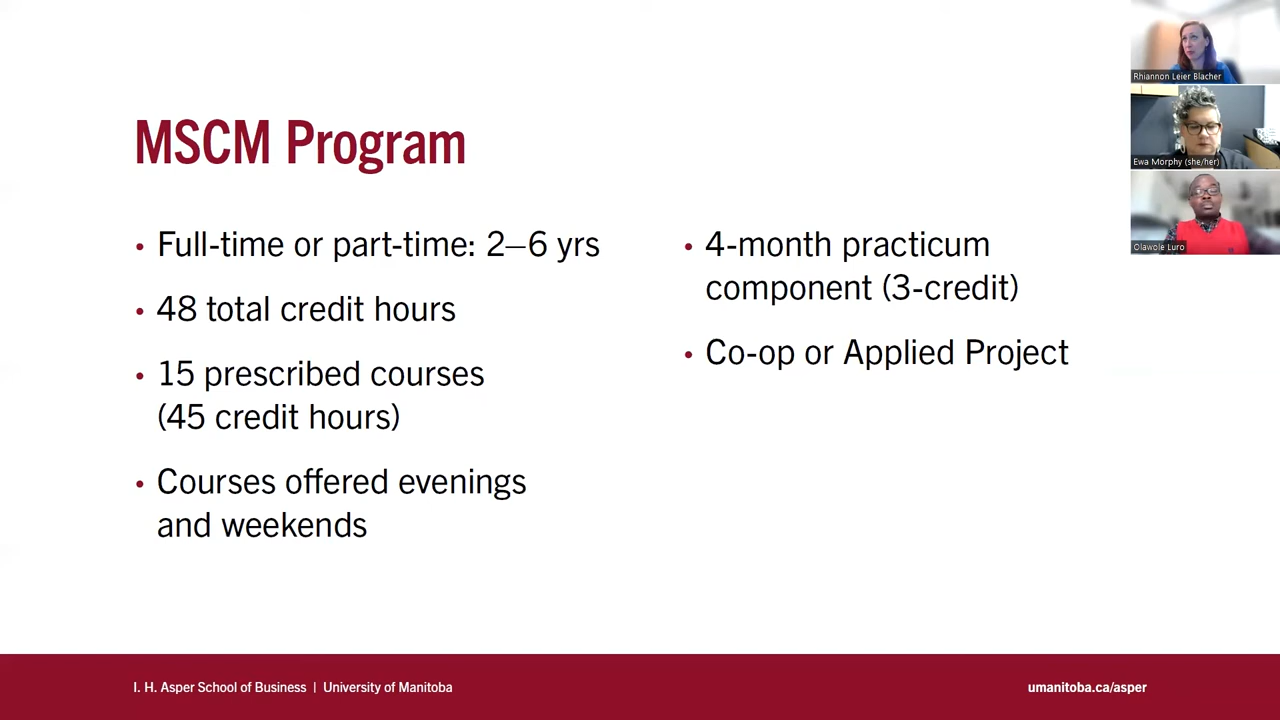 MSCM Program
• Full-time or part-time: 2–6 yrs
• 48 total credit hours
• 15 prescribed courses
(45 credit hours)
• Courses offered evenings
and weekends
• 4-month practicum
component (3-credit)
• Co-op or Applied Project
Rhiannon Leier Blacher
Ewa Morphy (she/her)
Olawole Luro
I. H. Asper School of Business | University of Manitoba
umanitoba.ca/asper